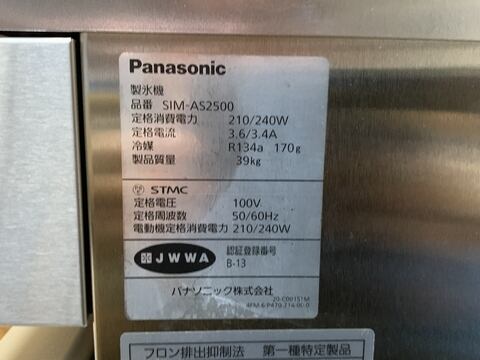 Panasonic
製氷機
品番 SIM-AS2500
定格消費電力 210/240W
定格電流 3.6/3.4A
冷媒 R134a 170g
製品質量 39kg
STMC
定格電圧 100V
定格周波数 50/60Hz
電動機定格消費電力 210/240W
JWWA 認証登録番号
B-13
パナソニック株式会社
フロン排出抑制法 第一種特定製品